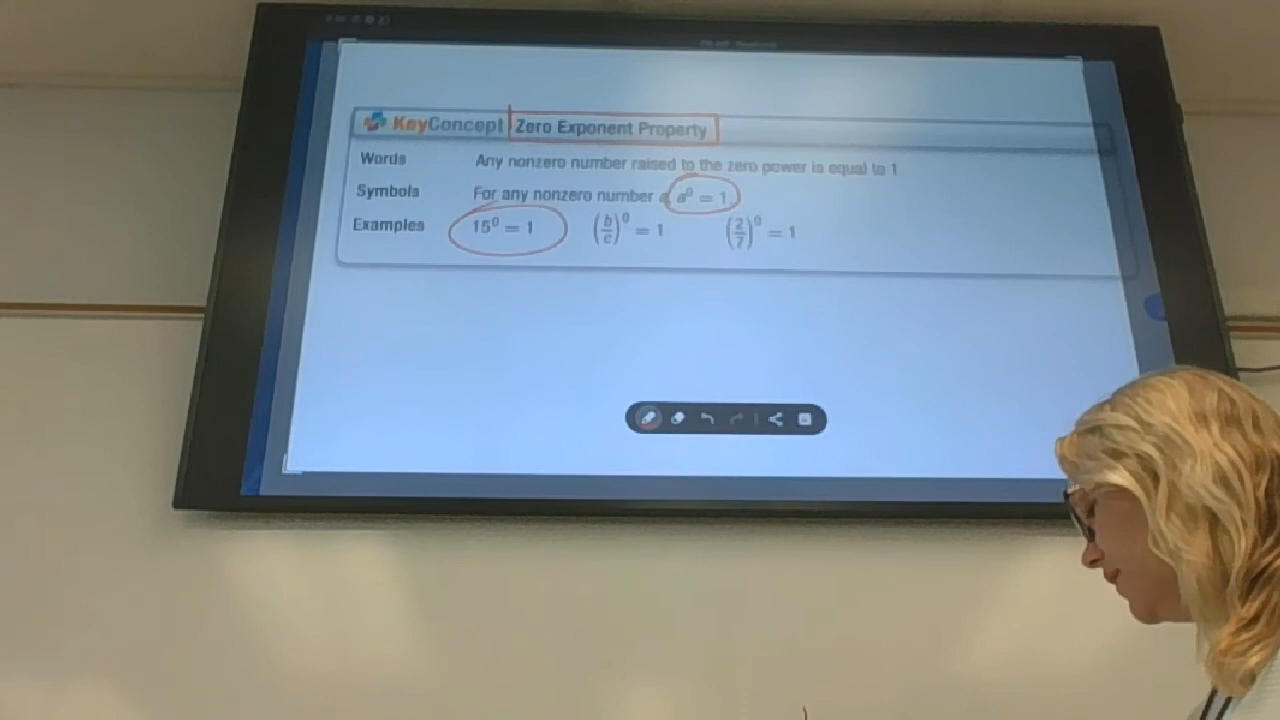 KeyConcept Zero Exponent Property
Words Any nonzero number raised to the zero power is equal to 1
Symbols For any nonzero number a, a⁰ = 1
Examples 15⁰ = 1 (b/c)⁰ = 1 (2/7)⁰ = 1